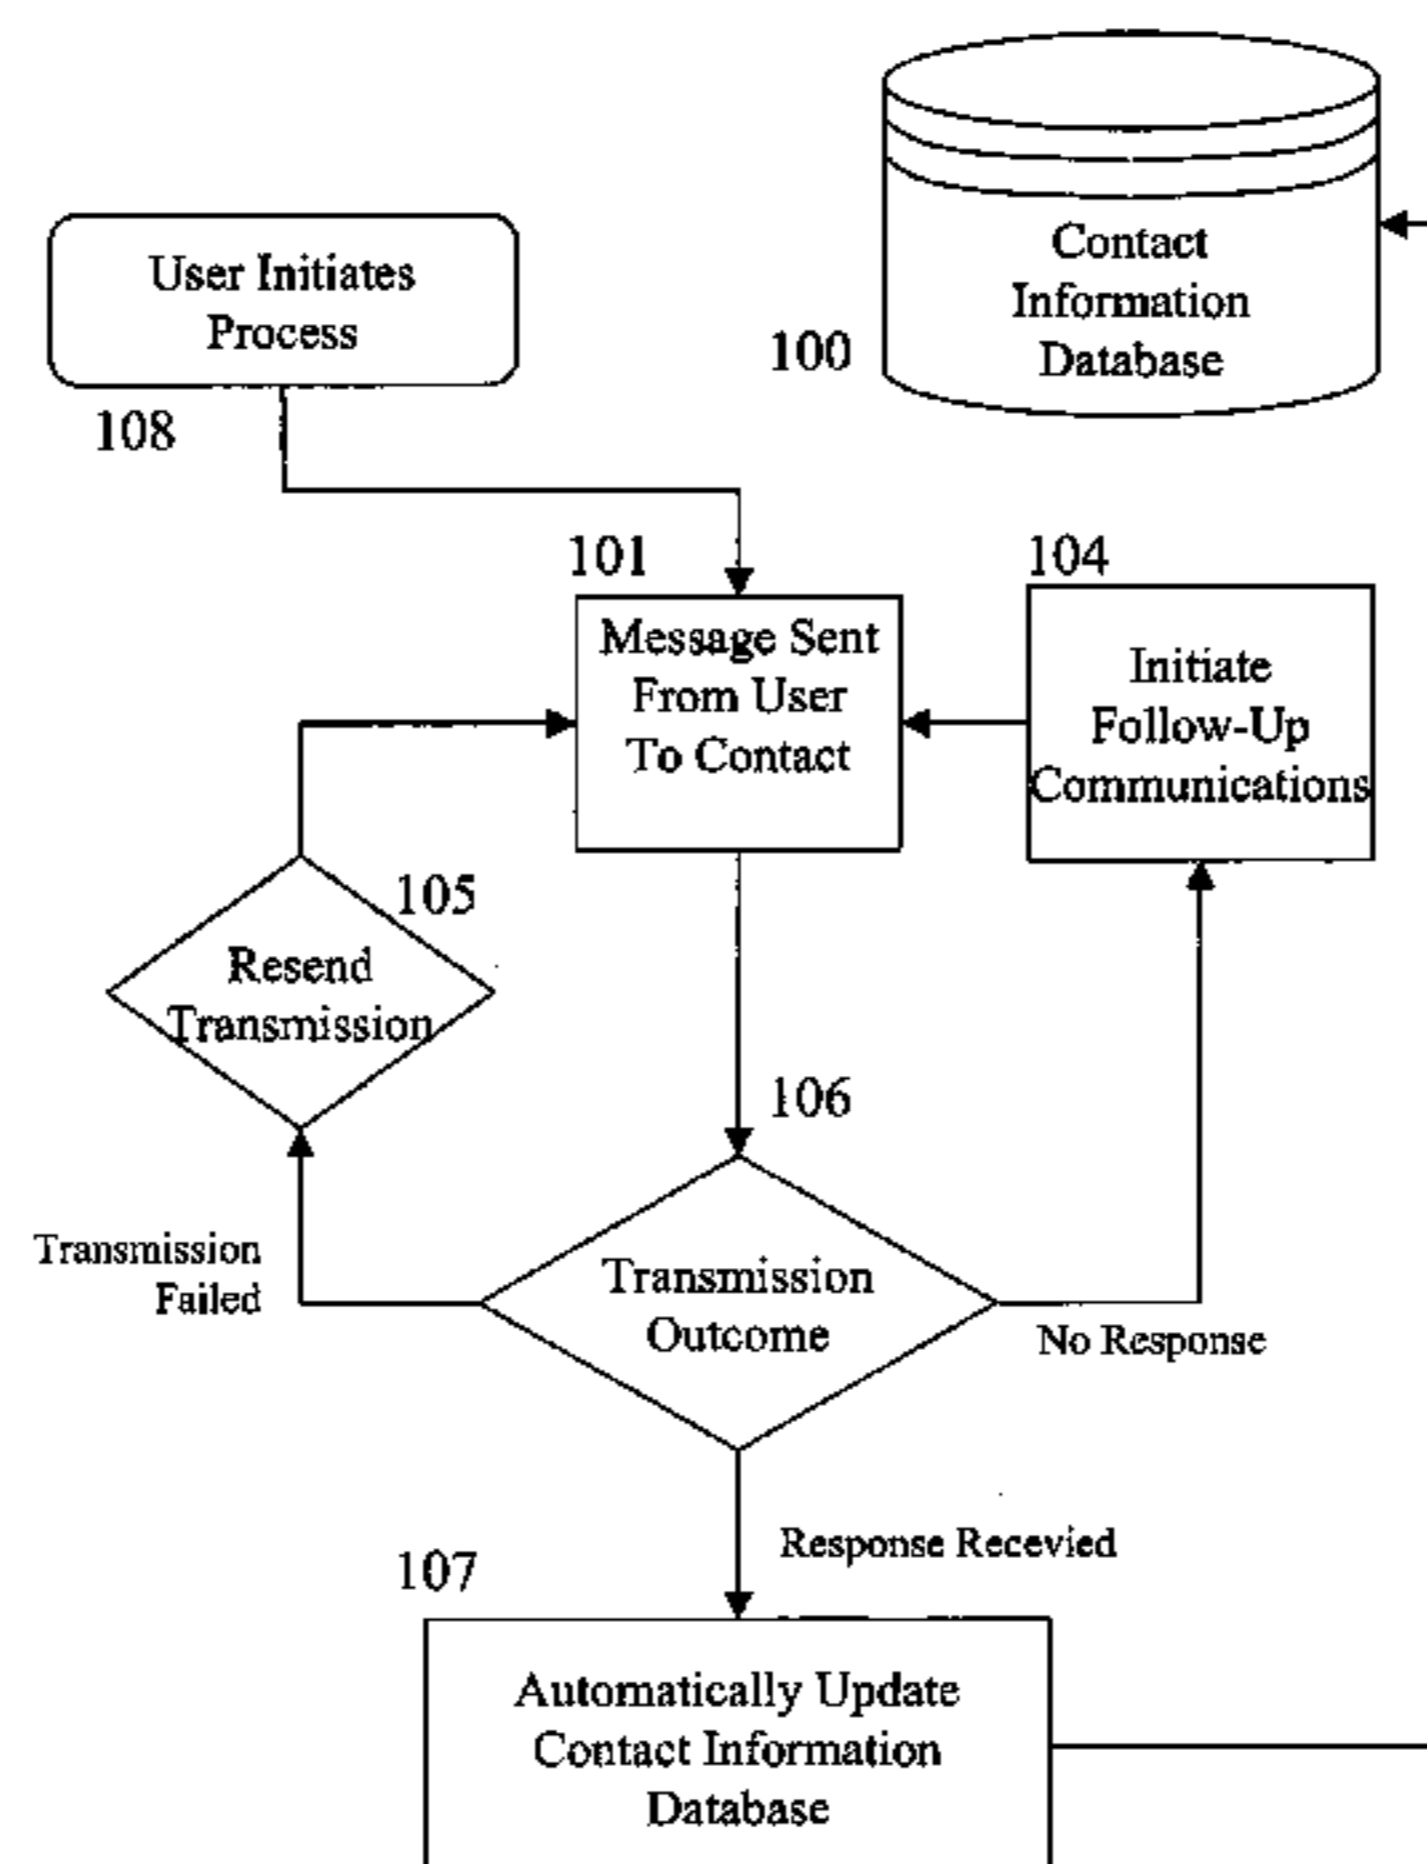 Contact
Information
Database
100
User Initiates
Process
108
101
Message Sent
From User
To Contact
104
Initiate
Follow-Up
Communications
105
Resend
Transmission
106
Transmission
Outcome
Transmission
Failed
No Response
Response Recevied
107
Automatically Update
Contact Information
Database